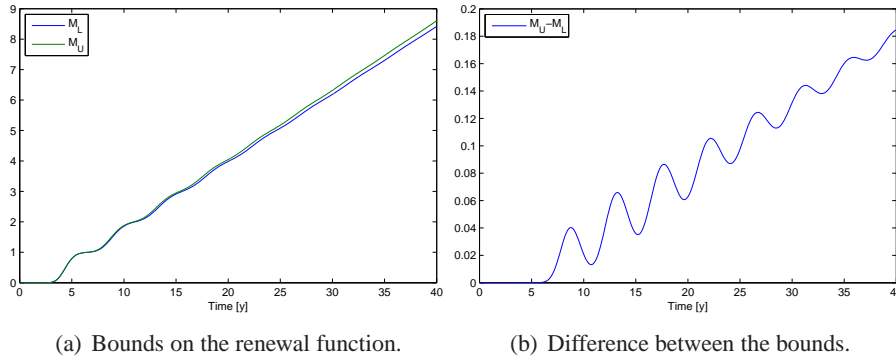 9
8
7
6
5
4
3
2
1
0
M_L
M_U
0 5 10 15 20 25 30 35 40
Time [y]
(a) Bounds on the renewal function.
0.2
0.18
0.16
0.14
0.12
0.1
0.08
0.06
0.04
0.02
0
M_U−M_L
0 5 10 15 20 25 30 35 40
Time [y]
(b) Difference between the bounds.